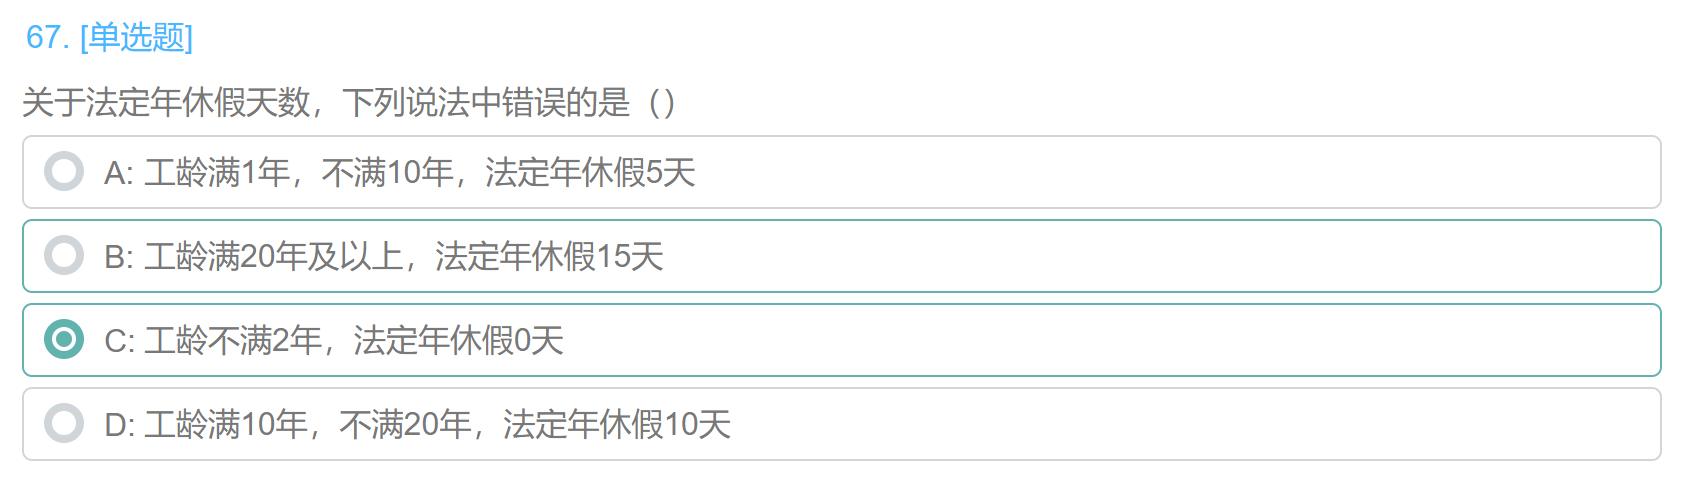 67. [单选题]
关于法定年休假天数，下列说法中错误的是（）
A: 工龄满1年，不满10年，法定年休假5天
B: 工龄满20年及以上，法定年休假15天
C: 工龄不满2年，法定年休假0天
D: 工龄满10年，不满20年，法定年休假10天